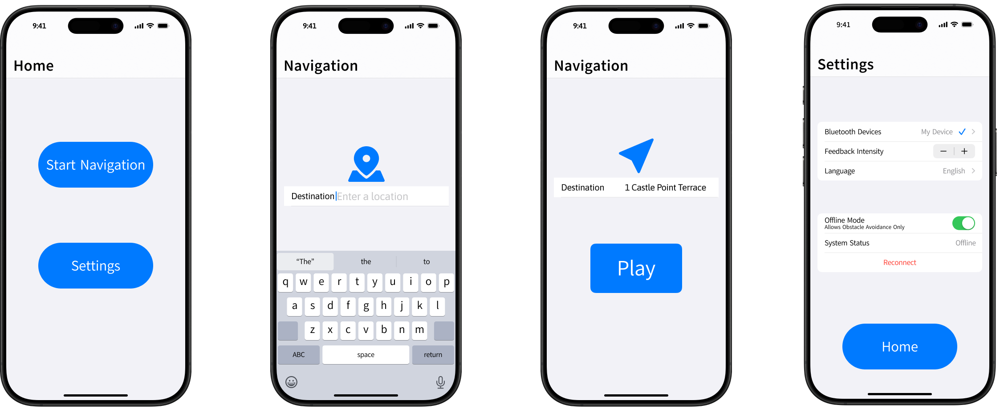 9:41
Home
Start Navigation
Settings
9:41
Navigation
Destination Enter a location
“The” the to
q w e r t y u i o p
a s d f g h j k l
z x c v b n m
ABC space return
9:41
Navigation
Destination 1 Castle Point Terrace
Play
9:41
Settings
Bluetooth Devices My Device
Feedback Intensity − +
Language English
Offline Mode
Allows Obstacle Avoidance Only
System Status Offline
Reconnect
Home